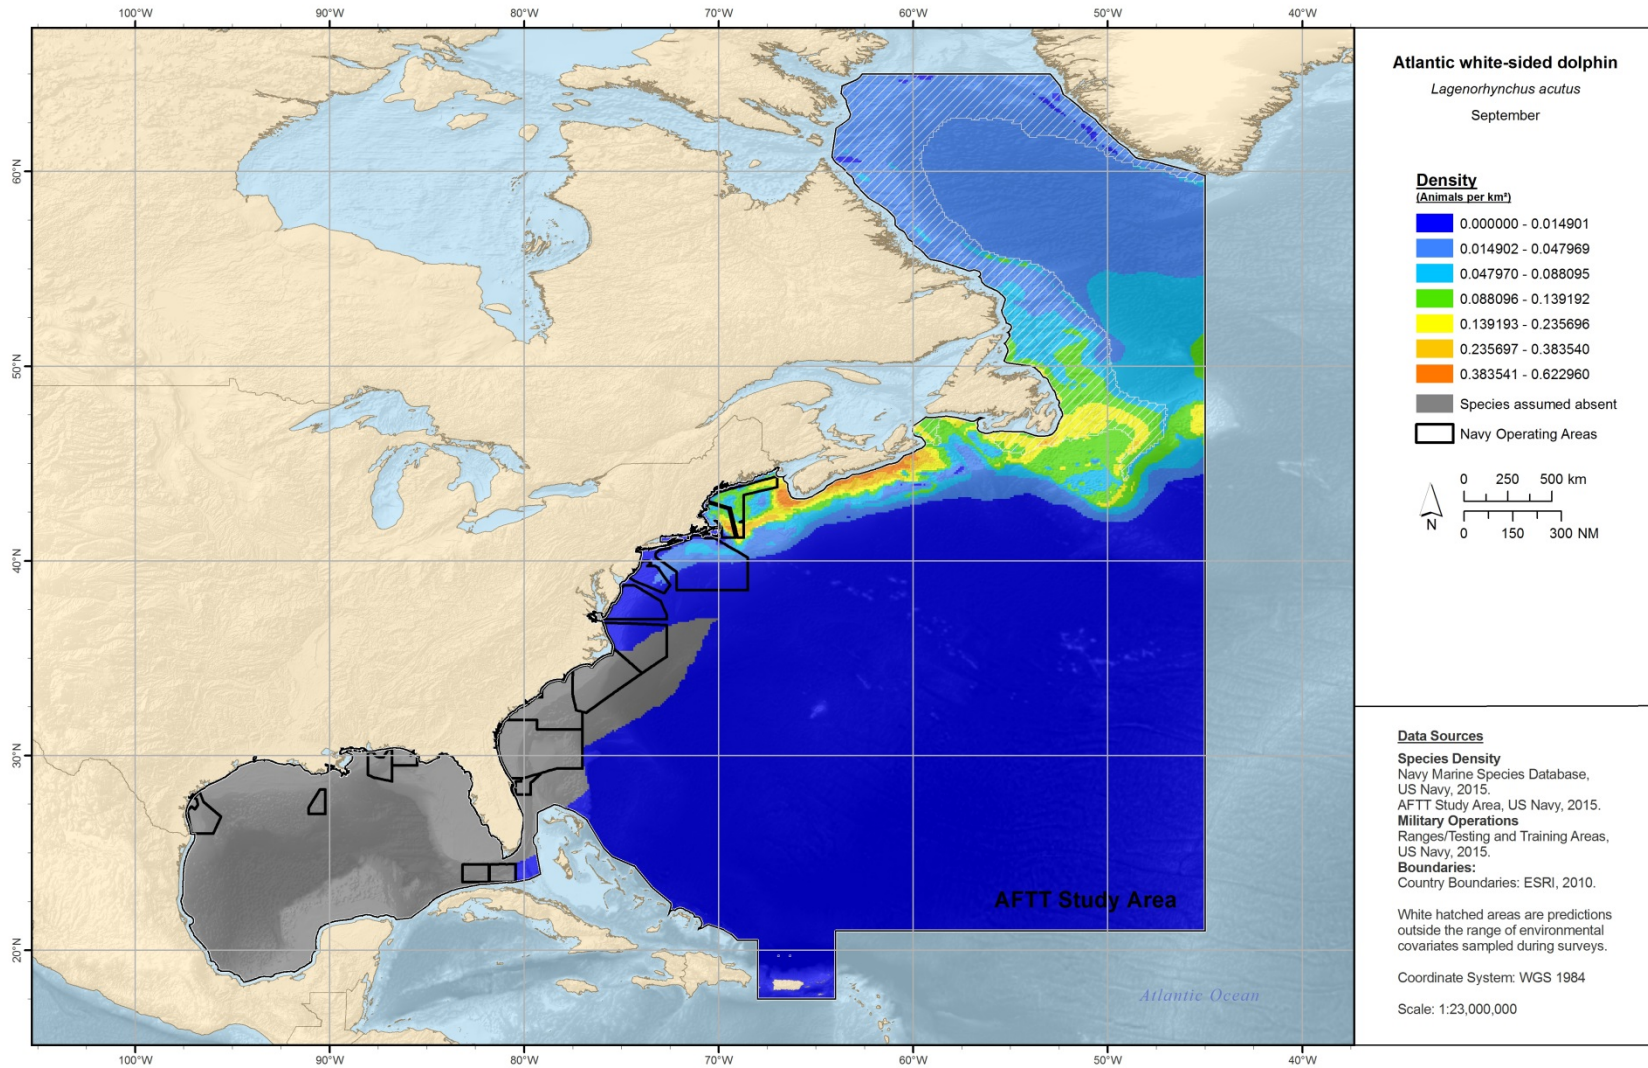 100°W
90°W
80°W
70°W
60°W
50°W
40°W
60°N
50°N
40°N
30°N
20°N
AFTT Study Area
Atlantic Ocean
100°W
90°W
80°W
70°W
60°W
50°W
40°W
Atlantic white-sided dolphin
Lagenorhynchus acutus
September
Density
(Animals per km²)
0.000000 - 0.014901
0.014902 - 0.047969
0.047970 - 0.088095
0.088096 - 0.139192
0.139193 - 0.235696
0.235697 - 0.383540
0.383541 - 0.622960
Species assumed absent
Navy Operating Areas
N
0 250 500 km
0 150 300 NM
Data Sources
Species Density
Navy Marine Species Database,
US Navy, 2015.
AFTT Study Area, US Navy, 2015.
Military Operations
Ranges/Testing and Training Areas,
US Navy, 2015.
Boundaries:
Country Boundaries: ESRI, 2010.
White hatched areas are predictions
outside the range of environmental
covariates sampled during surveys.
Coordinate System: WGS 1984
Scale: 1:23,000,000